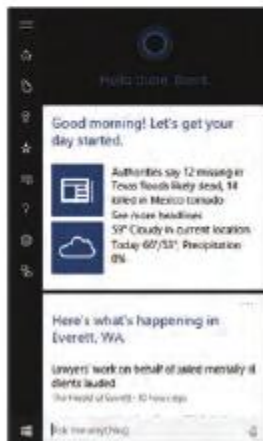 Hello there, Brent.
Good morning! Let's get your
day started.
Authorities say 12 missing in
Texas floods likely dead, 14
killed in Mexico tornado
See more headlines
59° Cloudy in current location
Today 66°/53°, Precipitation
0%
Here's what's happening in
Everett, WA
Lawyers' work on behalf of jailed mentally ill
clients lauded
The Herald of Everett - 10 hours ago
Ask me anything